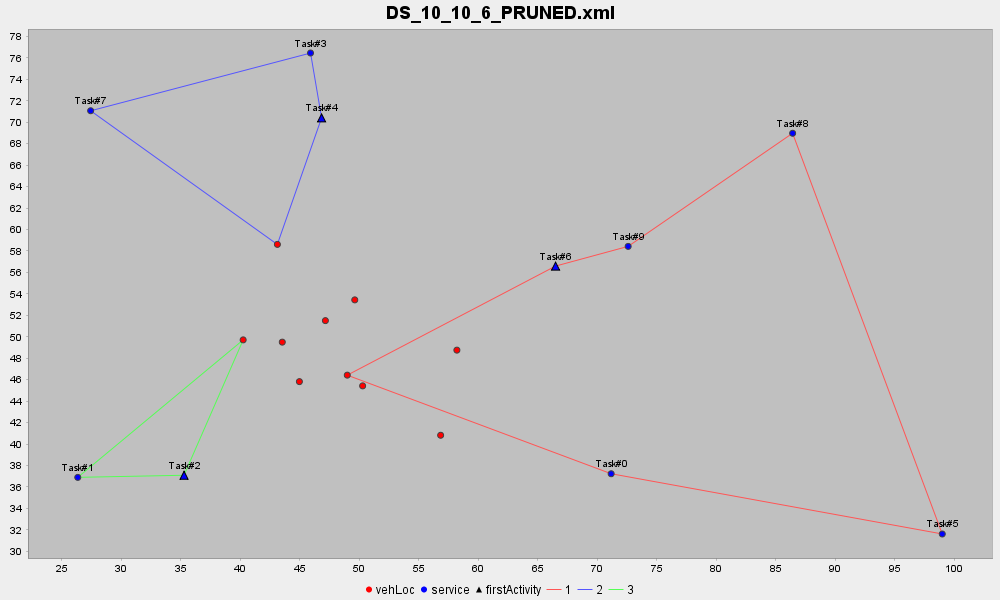 DS_10_10_6_PRUNED.xml
78
76
74
72
70
68
66
64
62
60
58
56
54
52
50
48
46
44
42
40
38
36
34
32
30
Task#3
Task#7
Task#4
Task#8
Task#9
Task#6
Task#1
Task#2
Task#0
Task#5
25 30 35 40 45 50 55 60 65 70 75 80 85 90 95 100
vehLoc service firstActivity 1 2 3